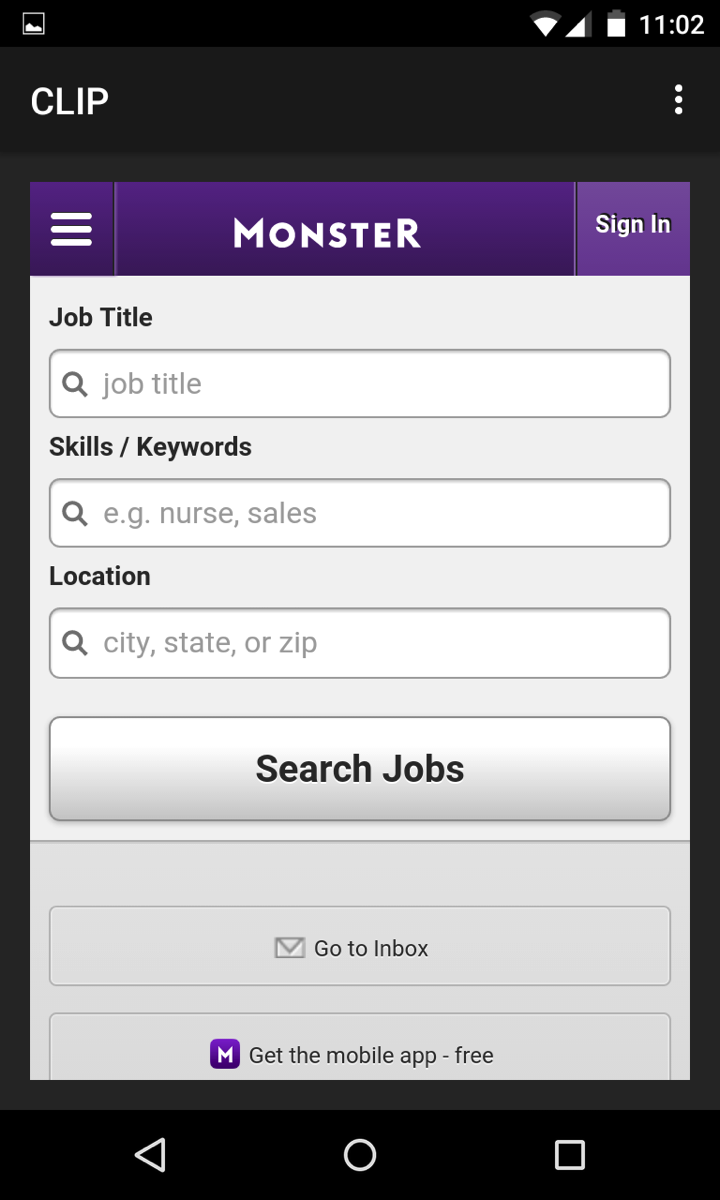 11:02
CLIP
MONSTER
Sign In
Job Title
job title
Skills / Keywords
e.g. nurse, sales
Location
city, state, or zip
Search Jobs
Go to Inbox
M Get the mobile app - free